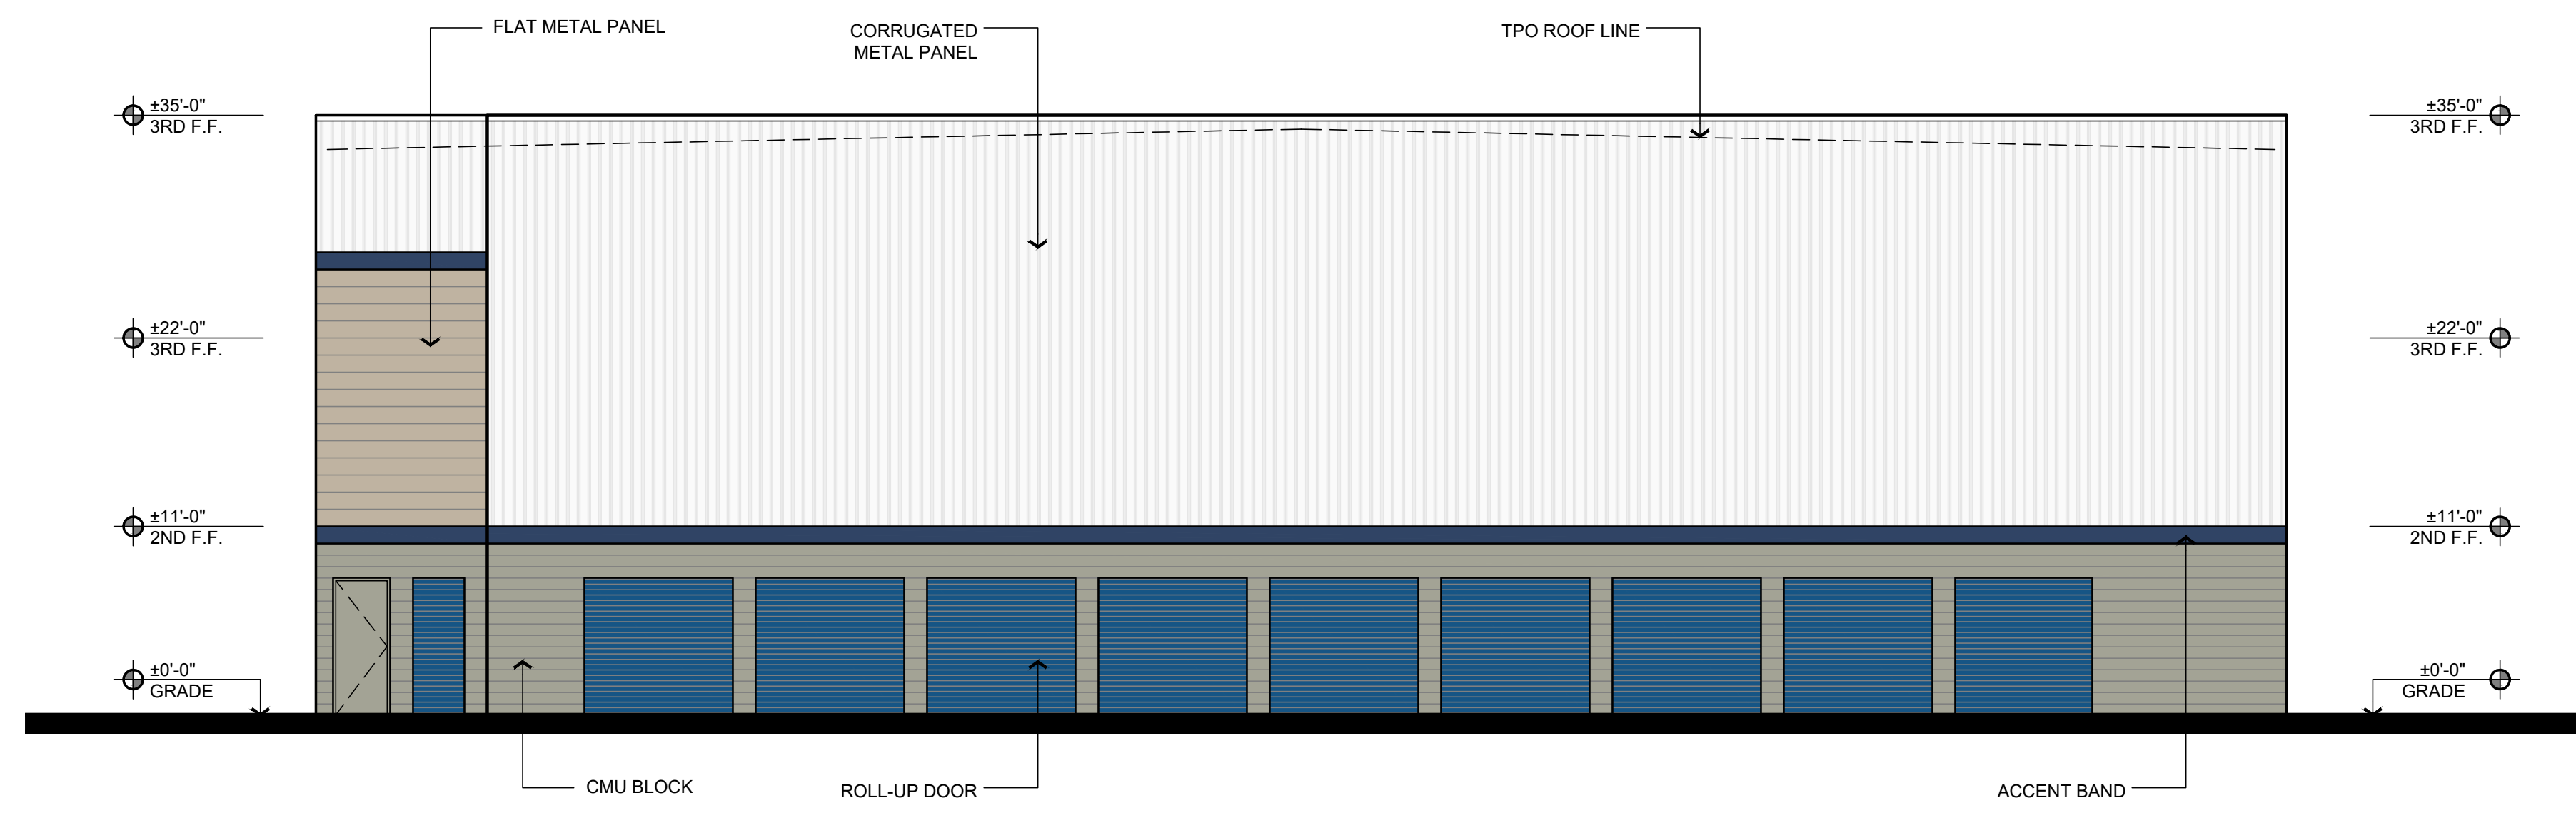 FLAT METAL PANEL
CORRUGATED
METAL PANEL
TPO ROOF LINE
±35'-0"
3RD F.F.
±35'-0"
3RD F.F.
±22'-0"
3RD F.F.
±22'-0"
3RD F.F.
±11'-0"
2ND F.F.
±11'-0"
2ND F.F.
±0'-0"
GRADE
±0'-0"
GRADE
CMU BLOCK
ROLL-UP DOOR
ACCENT BAND